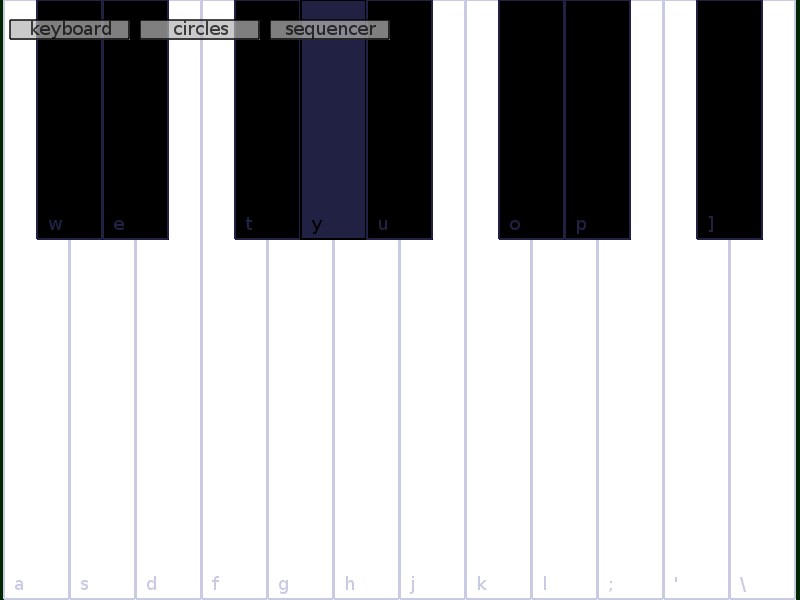 keyboard circles sequencer
w e t y u o p ]
a s d f g h j k l ; ' \